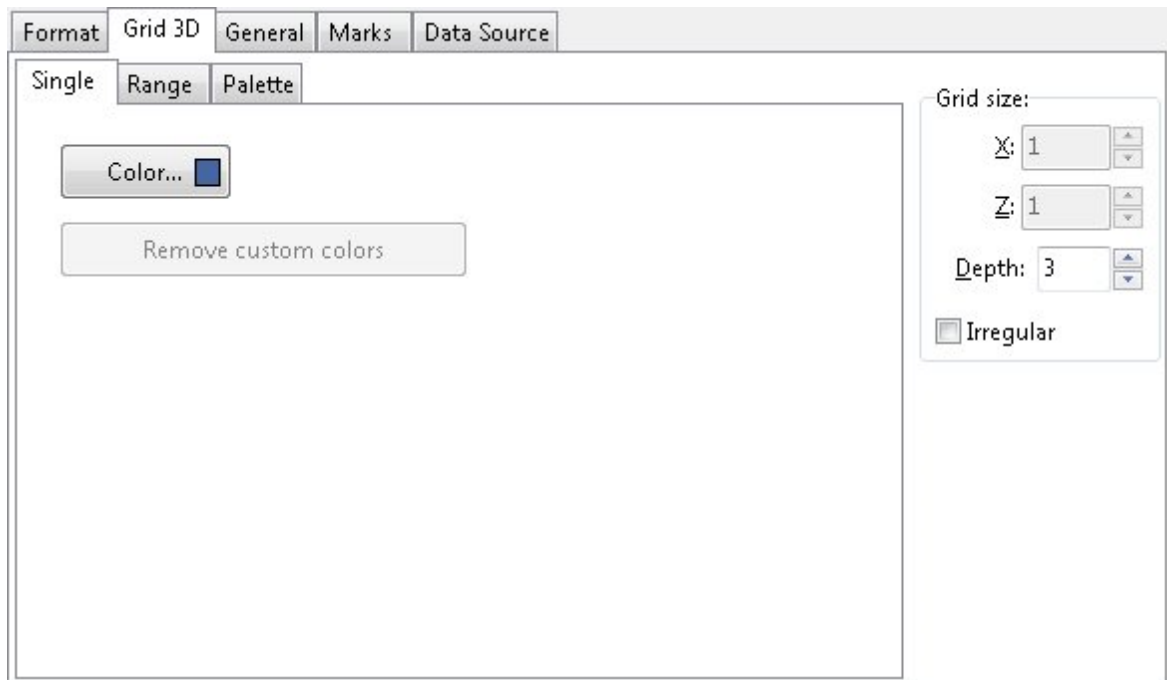 Format Grid 3D General Marks Data Source
Single Range Palette
Grid size:
X: 1
Color...
Z: 1
Remove custom colors
Depth: 3
Irregular